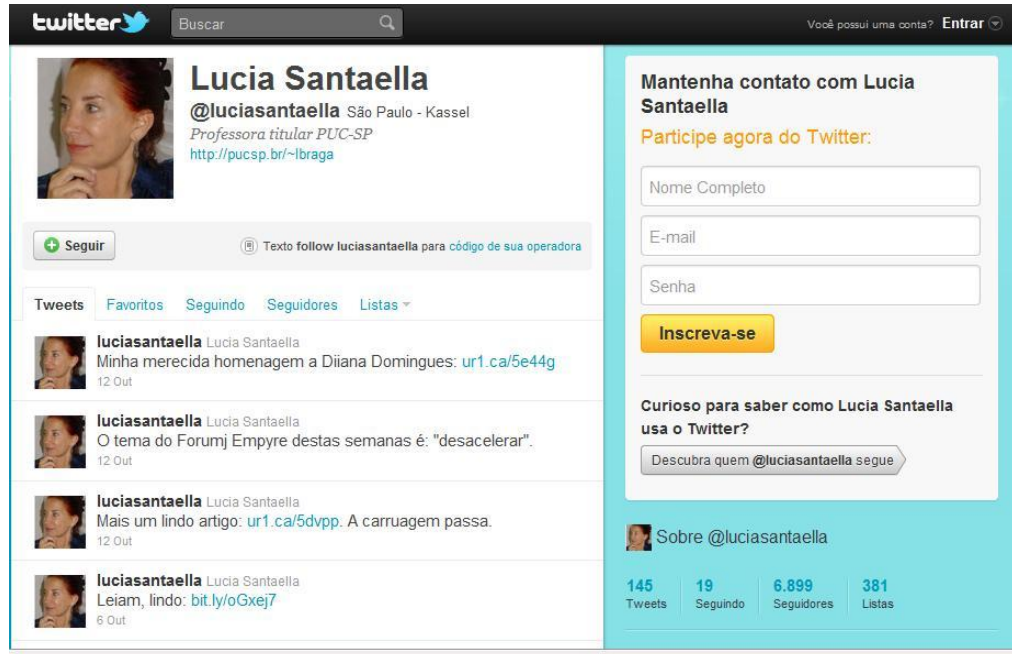 twitter
Buscar
Você possui uma conta? Entrar
Lucia Santaella
@luciasantaella São Paulo - Kassel
Professora titular PUC-SP
http://pucsp.br/~lbraga
Seguir
Texto follow luciasantaella para código de sua operadora
Tweets Favoritos Seguindo Seguidores Listas
luciasantaella Lucia Santaella
Minha merecida homenagem a Diiana Domingues: ur1.ca/5e44g
12 Out
luciasantaella Lucia Santaella
O tema do Forumj Empyre destas semanas é: "desacelerar".
12 Out
luciasantaella Lucia Santaella
Mais um lindo artigo: ur1.ca/5dvpp. A carruagem passa.
12 Out
luciasantaella Lucia Santaella
Leiam, lindo: bit.ly/oGxej7
6 Out
Mantenha contato com Lucia
Santaella
Participe agora do Twitter:
Nome Completo
E-mail
Senha
Inscreva-se
Curioso para saber como Lucia Santaella
usa o Twitter?
Descubra quem @luciasantaella segue
Sobre @luciasantaella
145 19 6.899 381
Tweets Seguindo Seguidores Listas